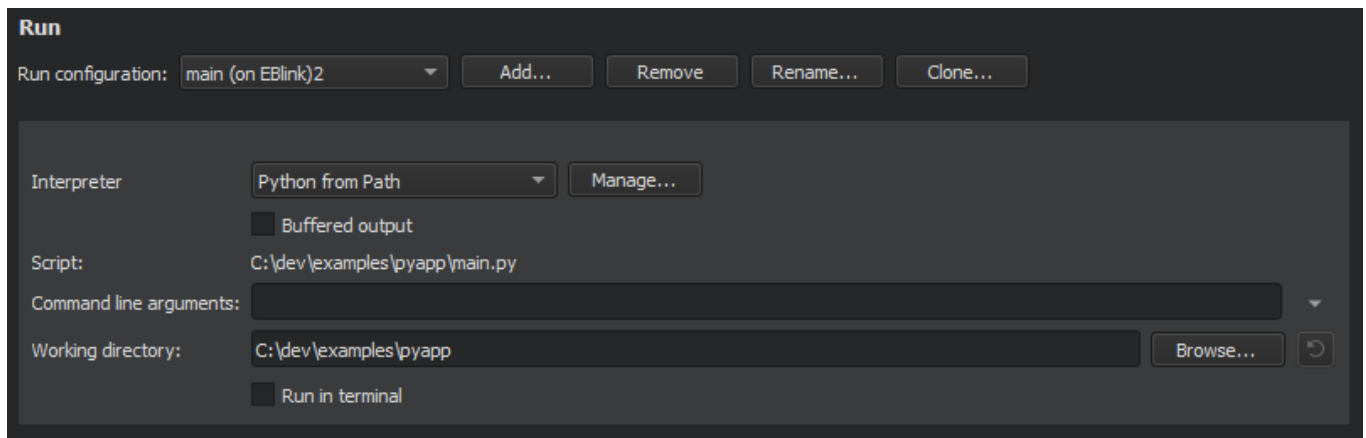 Run
Run configuration: main (on EBlink)2 Add... Remove Rename... Clone...
Interpreter Python from Path Manage...
Buffered output
Script: C:\dev\examples\pyapp\main.py
Command line arguments:
Working directory: C:\dev\examples\pyapp Browse...
Run in terminal